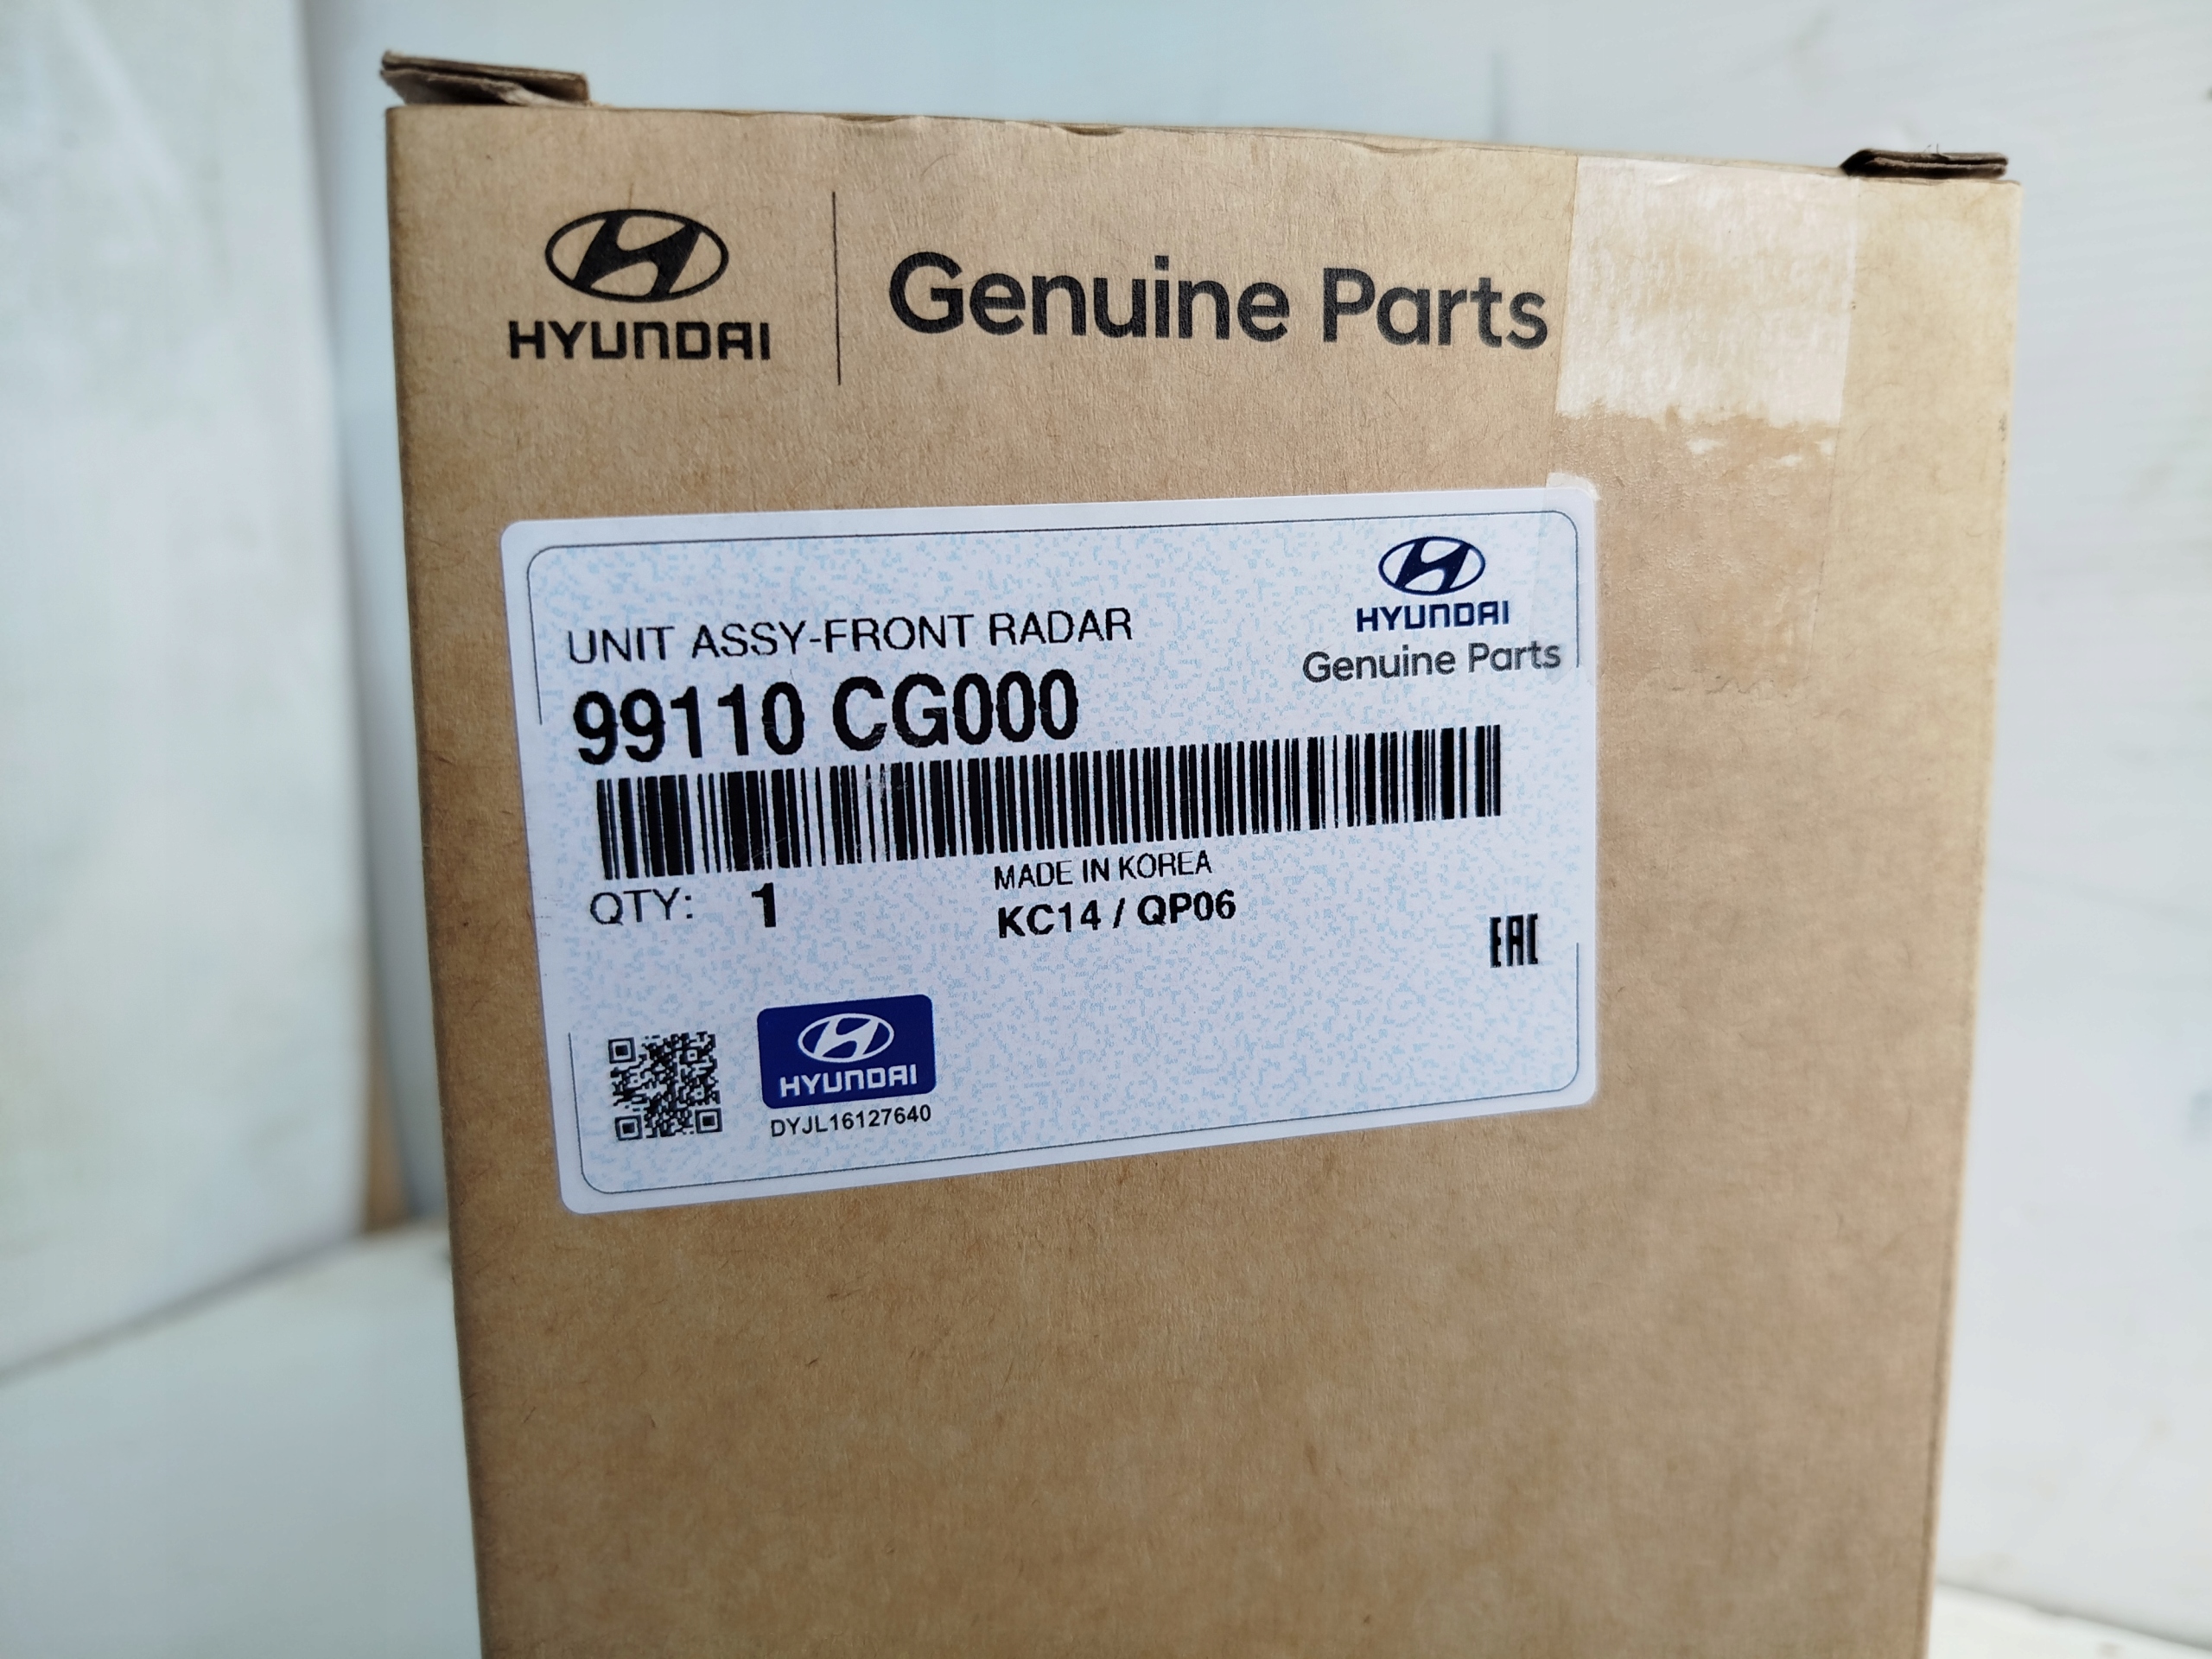 HYUNDAI
Genuine Parts
HYUNDAI
Genuine Parts
UNIT ASSY-FRONT RADAR
99110 CG000
MADE IN KOREA
QTY: 1
KC14 / QP06
EAC
HYUNDAI
DYJL16127640